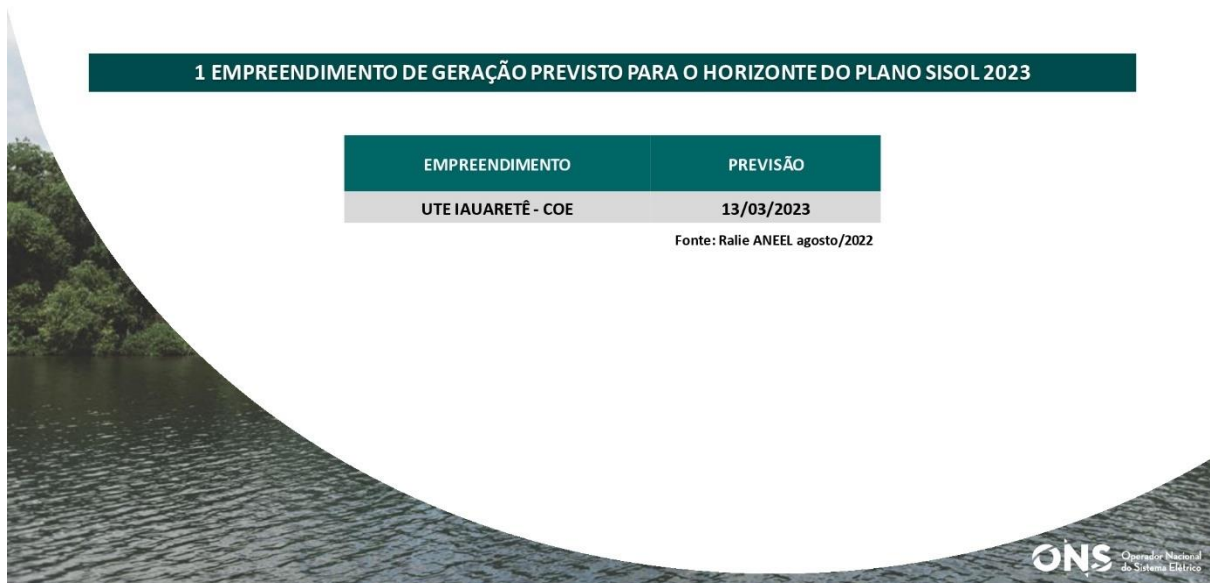 1 EMPREENDIMENTO DE GERAÇÃO PREVISTO PARA O HORIZONTE DO PLANO SISOL 2023
EMPREENDIMENTO PREVISÃO
UTE IAUARETÊ - COE 13/03/2023
Fonte: Ralie ANEEL agosto/2022
ONS Operador Nacional
do Sistema Elétrico